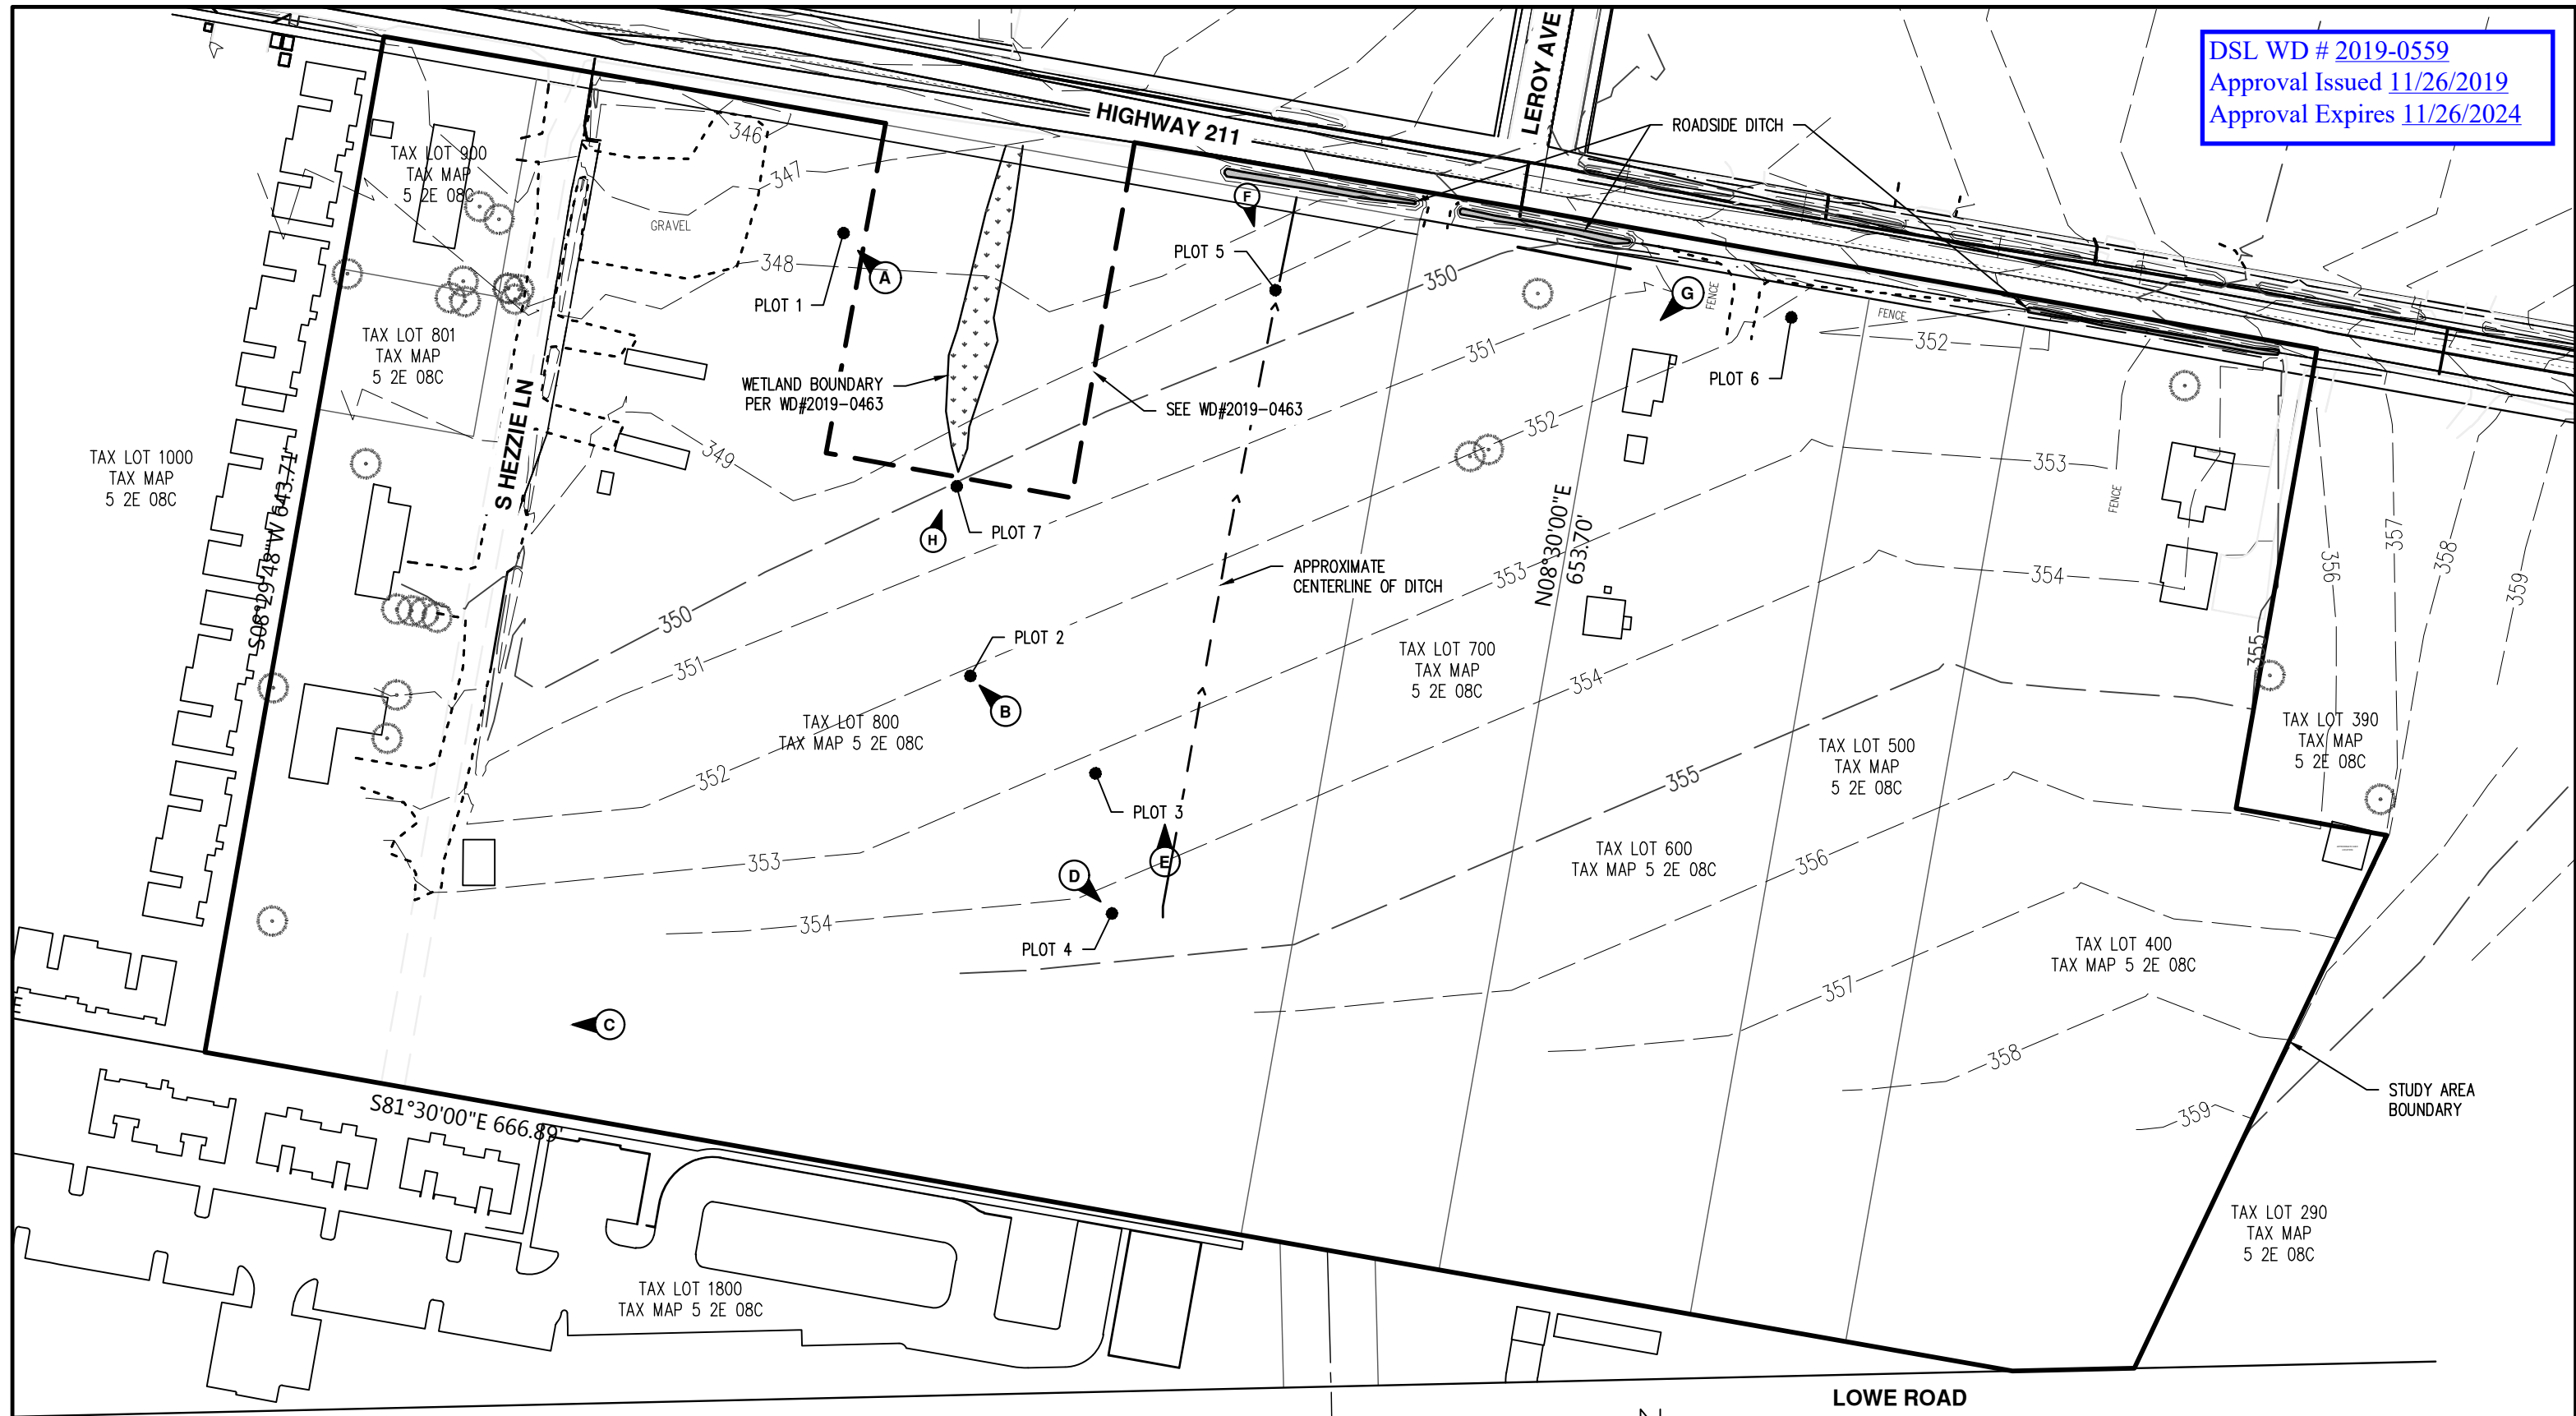 DSL WD # 2019-0559
Approval Issued 11/26/2019
Approval Expires 11/26/2024
LEROY AVE
HIGHWAY 211
ROADSIDE DITCH
346
TAX LOT 900
TAX MAP
5 2E 08C
347
GRAVEL
F
348
A
PLOT 5
350
G
FENCE
FENCE
PLOT 1
TAX LOT 801
TAX MAP
5 2E 08C
351
352
WETLAND BOUNDARY
PER WD#2019-0463
SEE WD#2019-0463
PLOT 6
S HEZZIE LN
349
352
353
TAX LOT 1000
TAX MAP
5 2E 08C
S08°29'48"W 643.71'
FENCE
H
PLOT 7
N08°30'00"E
653.70'
356
357
358
359
APPROXIMATE
CENTERLINE OF DITCH
353
354
350
PLOT 2
351
TAX LOT 700
TAX MAP
5 2E 08C
354
355
B
TAX LOT 800
TAX MAP 5 2E 08C
TAX LOT 390
TAX MAP
5 2E 08C
352
355
TAX LOT 500
TAX MAP
5 2E 08C
PLOT 3
353
E
D
TAX LOT 600
TAX MAP 5 2E 08C
356
354
PLOT 4
TAX LOT 400
TAX MAP 5 2E 08C
357
C
358
STUDY AREA
BOUNDARY
359
S81°30'00"E 666.89'
TAX LOT 290
TAX MAP
5 2E 08C
TAX LOT 1800
TAX MAP 5 2E 08C
LOWE ROAD